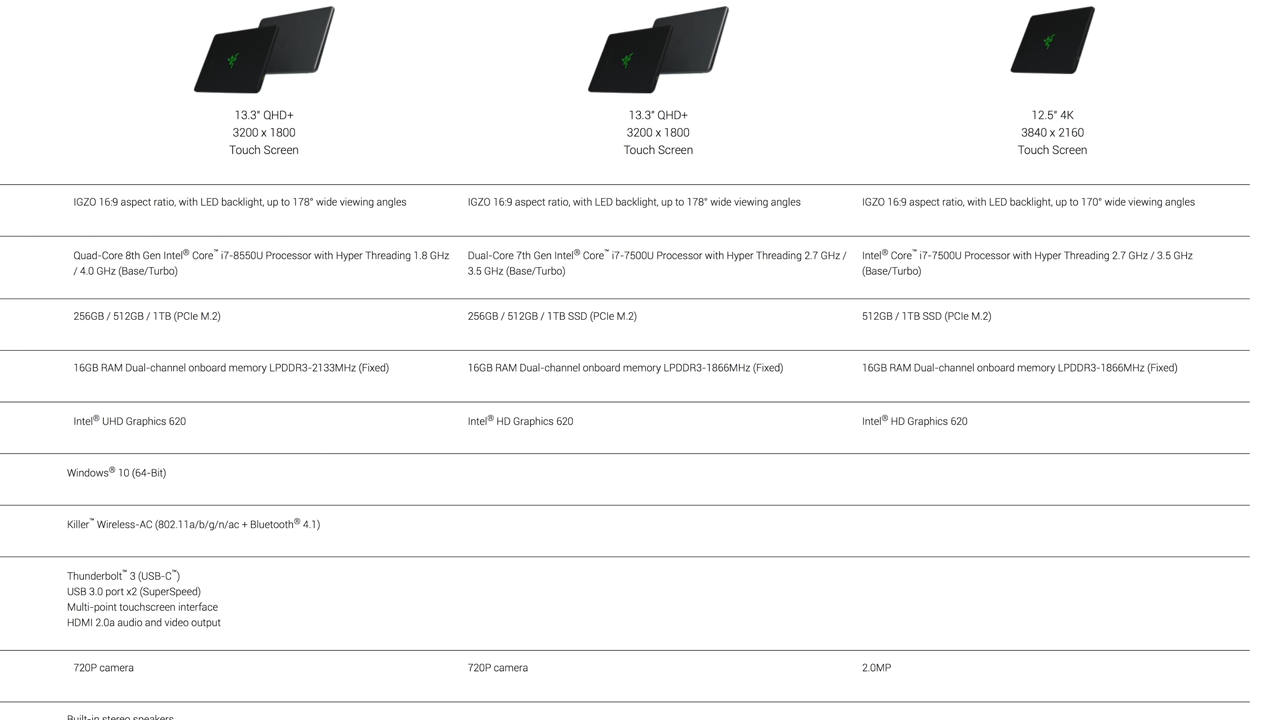 13.3" QHD+
3200 x 1800
Touch Screen
13.3" QHD+
3200 x 1800
Touch Screen
12.5" 4K
3840 x 2160
Touch Screen
IGZO 16:9 aspect ratio, with LED backlight, up to 178° wide viewing angles
IGZO 16:9 aspect ratio, with LED backlight, up to 178° wide viewing angles
IGZO 16:9 aspect ratio, with LED backlight, up to 170° wide viewing angles
Quad-Core 8th Gen Intel® Core™ i7-8550U Processor with Hyper Threading 1.8 GHz
/ 4.0 GHz (Base/Turbo)
Dual-Core 7th Gen Intel® Core™ i7-7500U Processor with Hyper Threading 2.7 GHz /
3.5 GHz (Base/Turbo)
Intel® Core™ i7-7500U Processor with Hyper Threading 2.7 GHz / 3.5 GHz
(Base/Turbo)
256GB / 512GB / 1TB (PCIe M.2)
256GB / 512GB / 1TB SSD (PCIe M.2)
512GB / 1TB SSD (PCIe M.2)
16GB RAM Dual-channel onboard memory LPDDR3-2133MHz (Fixed)
16GB RAM Dual-channel onboard memory LPDDR3-1866MHz (Fixed)
16GB RAM Dual-channel onboard memory LPDDR3-1866MHz (Fixed)
Intel® UHD Graphics 620
Intel® HD Graphics 620
Intel® HD Graphics 620
Windows® 10 (64-Bit)
Killer™ Wireless-AC (802.11a/b/g/n/ac + Bluetooth® 4.1)
Thunderbolt™ 3 (USB-C™)
USB 3.0 port x2 (SuperSpeed)
Multi-point touchscreen interface
HDMI 2.0a audio and video output
720P camera
720P camera
2.0MP
Built-in stereo speakers